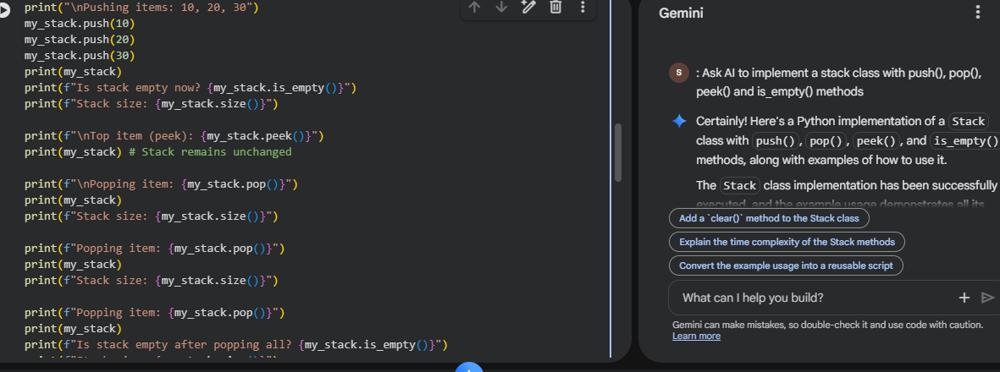 print("\nPushing items: 10, 20, 30")
my_stack.push(10)
my_stack.push(20)
my_stack.push(30)
print(my_stack)
print(f"Is stack empty now? {my_stack.is_empty()}")
print(f"Stack size: {my_stack.size()}")
print(f"\nTop item (peek): {my_stack.peek()}")
print(my_stack) # Stack remains unchanged
print(f"\nPopping item: {my_stack.pop()}")
print(my_stack)
print(f"Stack size: {my_stack.size()}")
print(f"Popping item: {my_stack.pop()}")
print(my_stack)
print(f"Stack size: {my_stack.size()}")
print(f"Popping item: {my_stack.pop()}")
print(my_stack)
print(f"Is stack empty after popping all? {my_stack.is_empty()}")
Gemini
S
: Ask AI to implement a stack class with push(), pop(),
peek() and is_empty() methods
Certainly! Here's a Python implementation of a Stack
class with push(), pop(), peek(), and is_empty()
methods, along with examples of how to use it.
The Stack class implementation has been successfully
executed, and the example usage demonstrates all its
Add a `clear()` method to the Stack class
Explain the time complexity of the Stack methods
Convert the example usage into a reusable script
What can I help you build?
Gemini can make mistakes, so double-check it and use code with caution.
Learn more